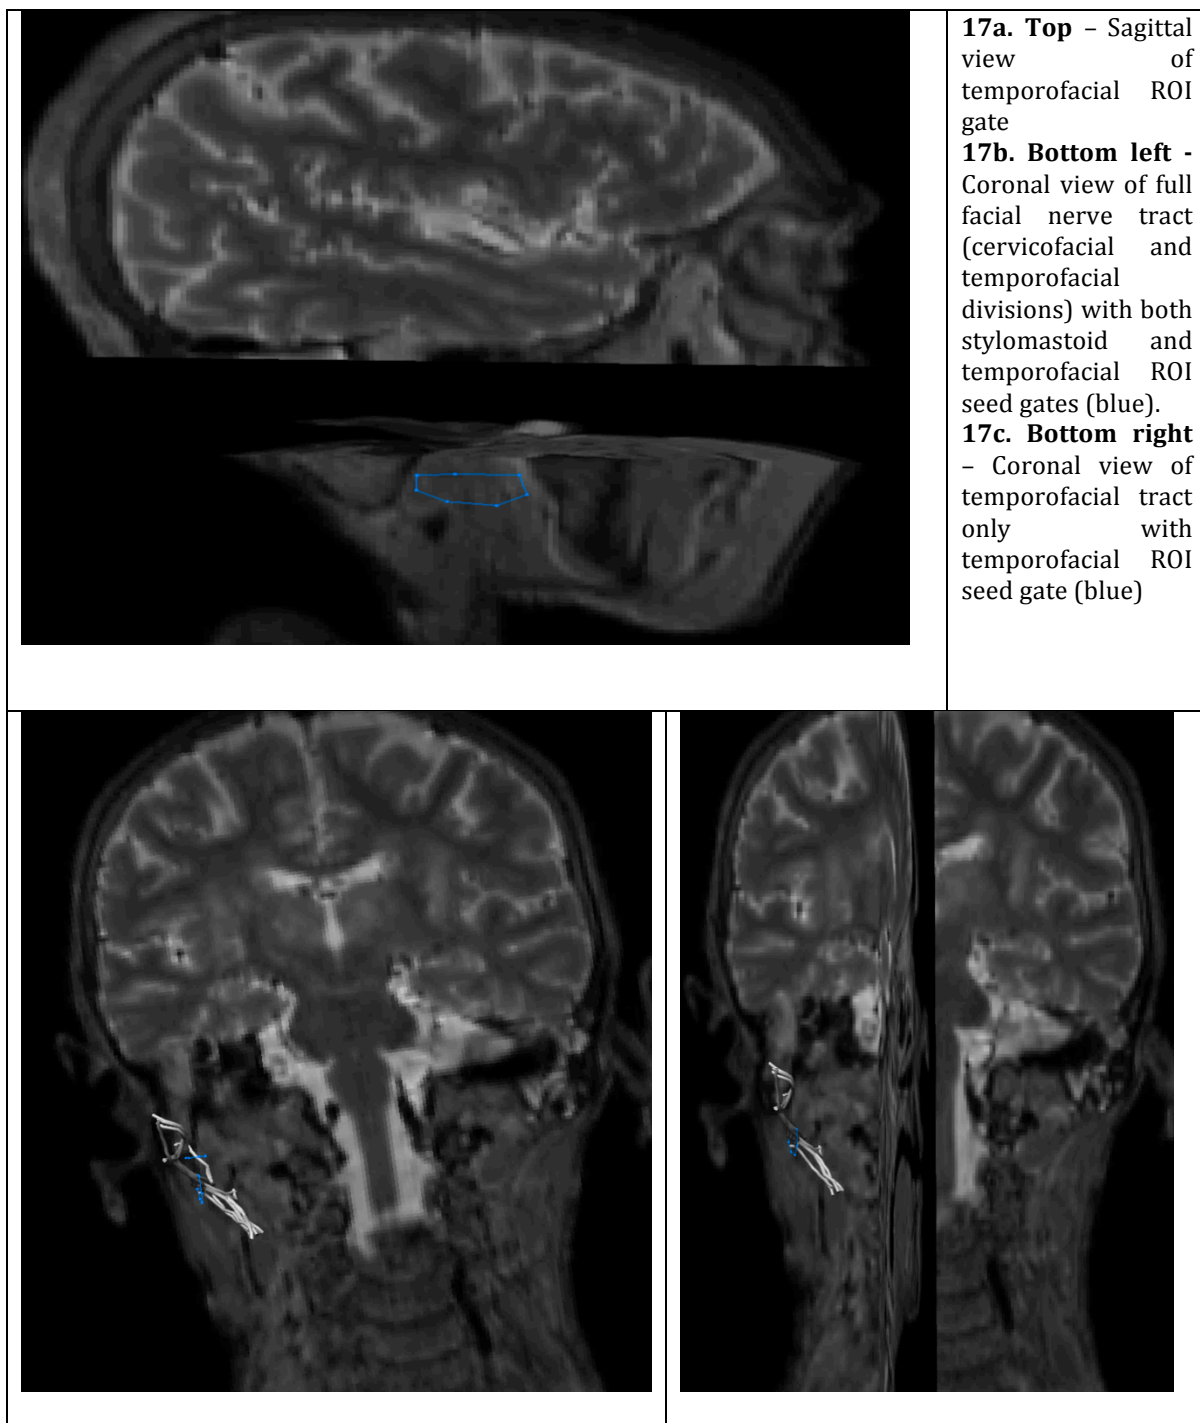 17a. Top – Sagittal
view of
temporofacial ROI
gate
17b. Bottom left -
Coronal view of full
facial nerve tract
(cervicofacial and
temporofacial
divisions) with both
stylomastoid and
temporofacial ROI
seed gates (blue).
17c. Bottom right
– Coronal view of
temporofacial tract
only with
temporofacial ROI
seed gate (blue)